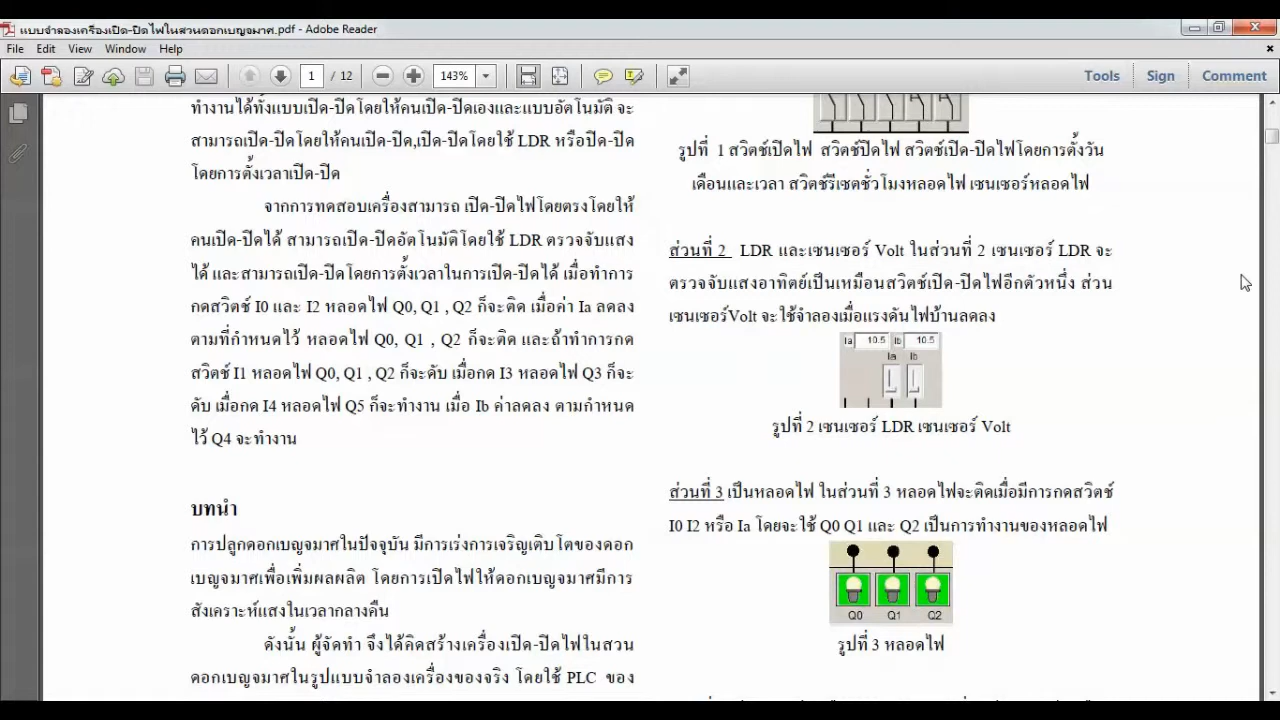 แบบจำลองเครื่องเปิด-ปิดไฟในสวนดอกเบญจมาศ.pdf - Adobe Reader
File Edit View Window Help
1 / 12 143% Tools Sign Comment
ทำงานได้ทั้งแบบเปิด-ปิดโดยให้คนเปิด-ปิดเองและแบบอัตโนมัติ จะ
สามารถเปิด-ปิดโดยให้คนเปิด-ปิด,เปิด-ปิดโดยใช้ LDR หรือปิด-ปิด
โดยการตั้งเวลาเปิด-ปิด
จากการทดสอบเครื่องสามารถ เปิด-ปิดไฟโดยตรงโดยให้
คนเปิด-ปิดได้ สามารถเปิด-ปิดอัตโนมัติโดยใช้ LDR ตรวจจับแสง
ได้ และสามารถเปิด-ปิดโดยการตั้งเวลาในการเปิด-ปิดได้ เมื่อทำการ
กดสวิตช์ I0 และ I2 หลอดไฟ Q0, Q1 , Q2 ก็จะติด เมื่อค่า Ia ลดลง
ตามที่กำหนดไว้ หลอดไฟ Q0, Q1 , Q2 ก็จะติด และถ้าทำการกด
สวิตช์ I1 หลอดไฟ Q0, Q1 , Q2 ก็จะดับ เมื่อกด I3 หลอดไฟ Q3 ก็จะ
ดับ เมื่อกด I4 หลอดไฟ Q5 ก็จะทำงาน เมื่อ Ib ค่าลดลง ตามกำหนด
ไว้ Q4 จะทำงาน
บทนำ
การปลูกดอกเบญจมาศในปัจจุบัน มีการเร่งการเจริญเติบโตของดอก
เบญจมาศเพื่อเพิ่มผลผลิต โดยการเปิดไฟให้ดอกเบญจมาศมีการ
สังเคราะห์แสงในเวลากลางคืน
ดังนั้น ผู้จัดทำ จึงได้คิดสร้างเครื่องเปิด-ปิดไฟในสวน
ดอกเบญจมาศในรูปแบบจำลองเครื่องของจริง โดยใช้ PLC ของ
รูปที่ 1 สวิตช์เปิดไฟ สวิตช์ปิดไฟ สวิตช์เปิด-ปิดไฟโดยการตั้งวัน
เดือนและเวลา สวิตช์รีเซตชั่วโมงหลอดไฟ เซนเซอร์หลอดไฟ
ส่วนที่ 2 LDR และเซนเซอร์ Volt ในส่วนที่ 2 เซนเซอร์ LDR จะ
ตรวจจับแสงอาทิตย์เป็นเหมือนสวิตช์เปิด-ปิดไฟอีกตัวหนึ่ง ส่วน
เซนเซอร์Volt จะใช้จำลองเมื่อแรงดันไฟบ้านลดลง
Ia 10.5 Ib 10.5
Ia Ib
รูปที่ 2 เซนเซอร์ LDR เซนเซอร์ Volt
ส่วนที่ 3 เป็นหลอดไฟ ในส่วนที่ 3 หลอดไฟจะติดเมื่อมีการกดสวิตช์
I0 I2 หรือ Ia โดยจะใช้ Q0 Q1 และ Q2 เป็นการทำงานของหลอดไฟ
Q0 Q1 Q2
รูปที่ 3 หลอดไฟ